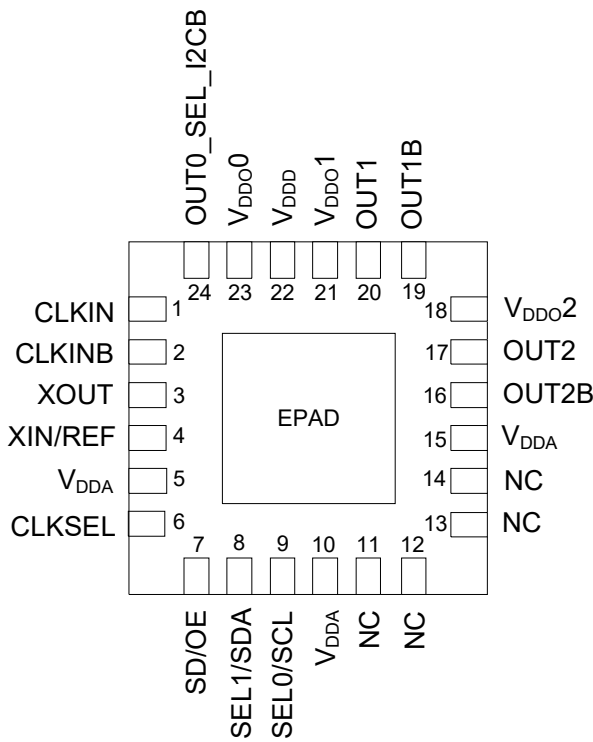 OUT0_SEL_I2CB
VDDO0
VDDD
VDDO1
OUT1
OUT1B
24
23
22
21
20
19
CLKIN
1
CLKINB
2
XOUT
3
XIN/REF
4
VDDA
5
CLKSEL
6
EPAD
18
VDDO2
17
OUT2
16
OUT2B
15
VDDA
14
NC
13
NC
7
8
9
10
11
12
SD/OE
SEL1/SDA
SEL0/SCL
VDDA
NC
NC